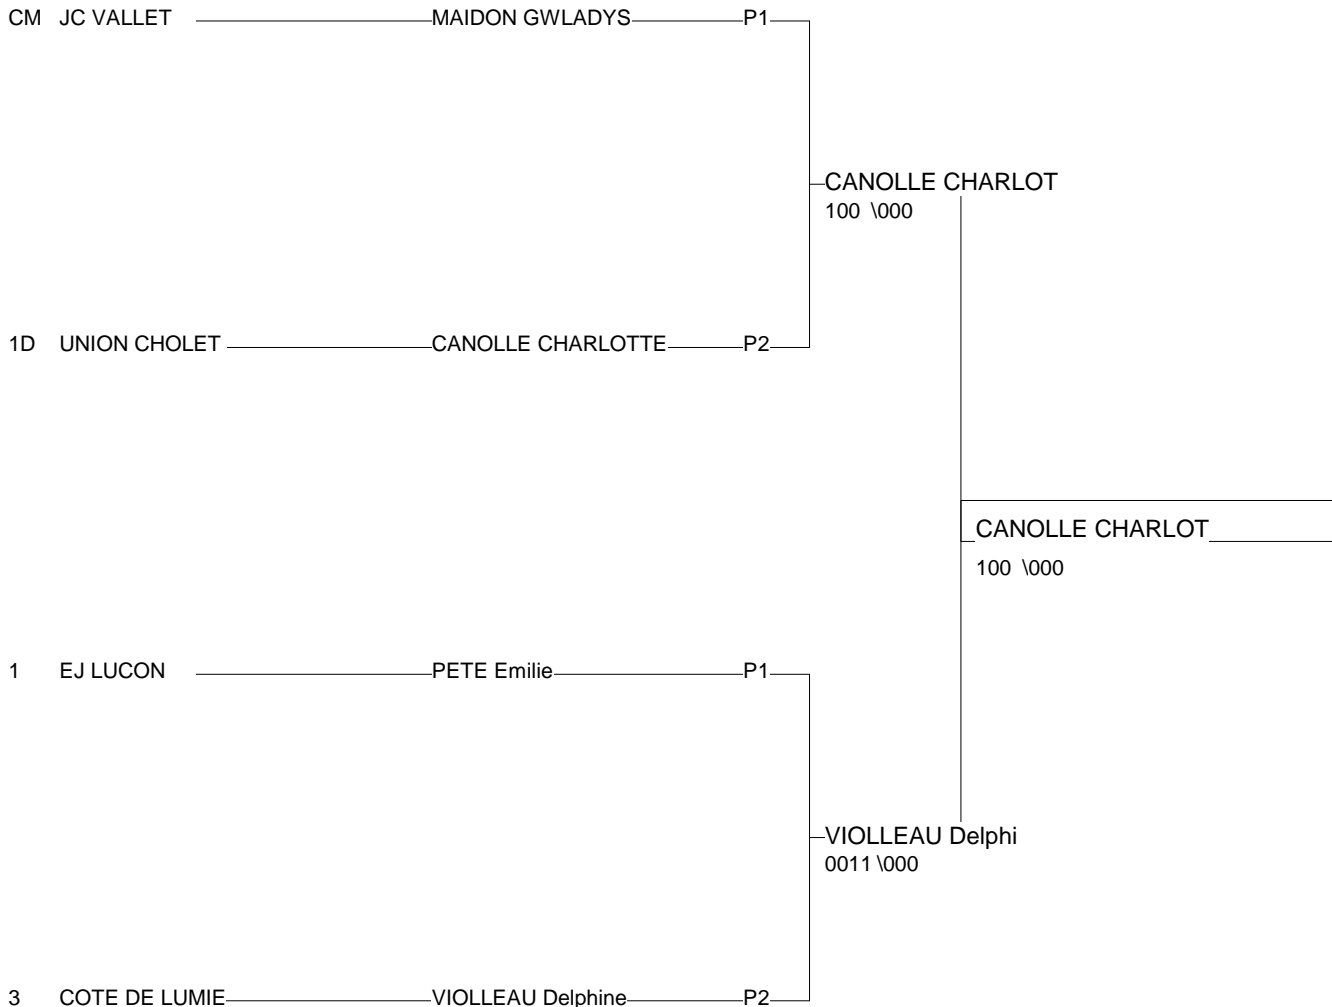 CM JC VALLET MAIDON GWLADYS P1
CANOLLE CHARLOT
100 \000
1D UNION CHOLET CANOLLE CHARLOTTE P2
CANOLLE CHARLOT
100 \000
1 EJ LUCON PETE Emilie P1
VIOLLEAU Delphi
0011 \000
3 COTE DE LUMIE VIOLLEAU Delphine P2